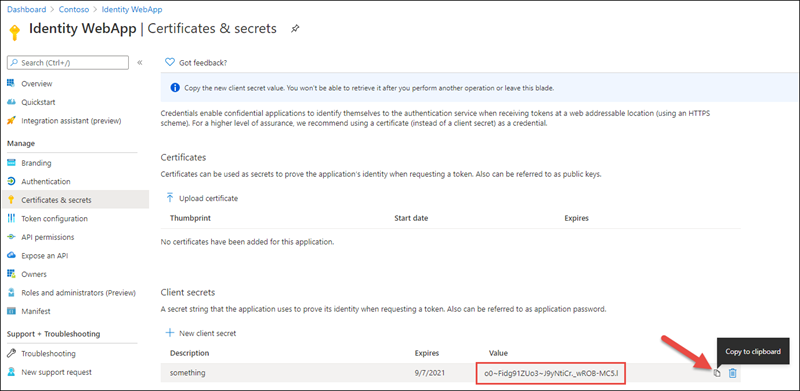 Dashboard > Contoso > Identity WebApp
Identity WebApp | Certificates & secrets
Search (Ctrl+/)
Overview
Quickstart
Integration assistant (preview)
Manage
Branding
Authentication
Certificates & secrets
Token configuration
API permissions
Expose an API
Owners
Roles and administrators (Preview)
Manifest
Support + Troubleshooting
Troubleshooting
New support request
Got feedback?
Copy the new client secret value. You won't be able to retrieve it after you perform another operation or leave this blade.
Credentials enable confidential applications to identify themselves to the authentication service when receiving tokens at a web addressable location (using an HTTPS
scheme). For a higher level of assurance, we recommend using a certificate (instead of a client secret) as a credential.
Certificates
Certificates can be used as secrets to prove the application's identity when requesting a token. Also can be referred to as public keys.
Upload certificate
Thumbprint Start date Expires
No certificates have been added for this application.
Client secrets
A secret string that the application uses to prove its identity when requesting a token. Also can be referred to as application password.
New client secret
Description Expires Value
Copy to clipboard
something 9/7/2021